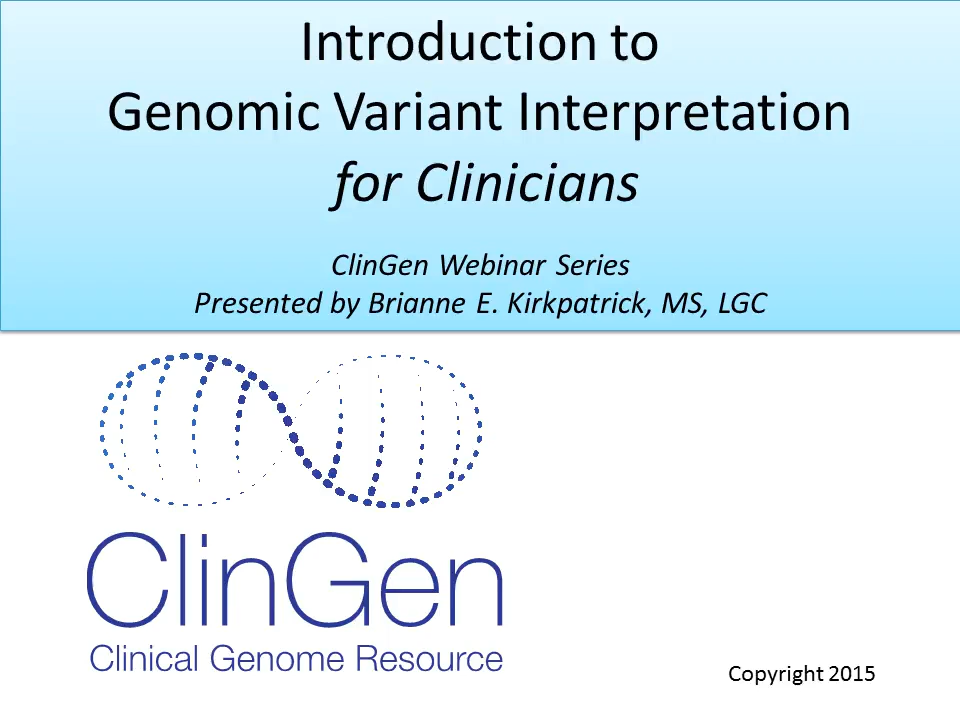 Introduction to
Genomic Variant Interpretation
for Clinicians
ClinGen Webinar Series
Presented by Brianne E. Kirkpatrick, MS, LGC
ClinGen
Clinical Genome Resource
Copyright 2015